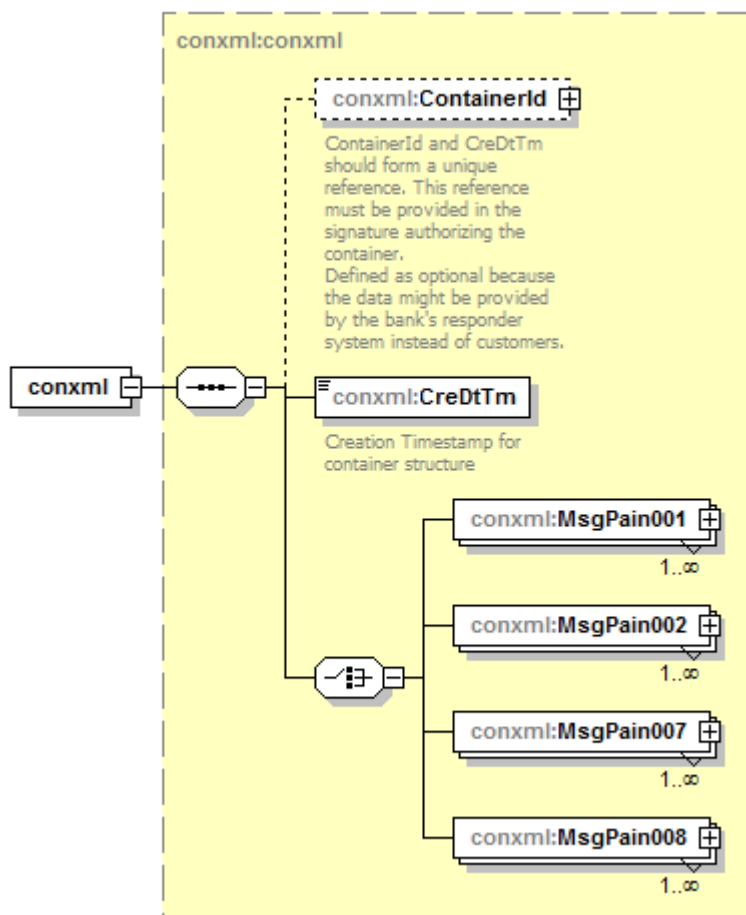 conxml:conxml
conxml:ContainerId
ContainerId and CreDtTm
should form a unique
reference. This reference
must be provided in the
signature authorizing the
container.
Defined as optional because
the data might be provided
by the bank's responder
system instead of customers.
conxml
conxml:CreDtTm
Creation Timestamp for
container structure
conxml:MsgPain001
1..∞
conxml:MsgPain002
1..∞
conxml:MsgPain007
1..∞
conxml:MsgPain008
1..∞